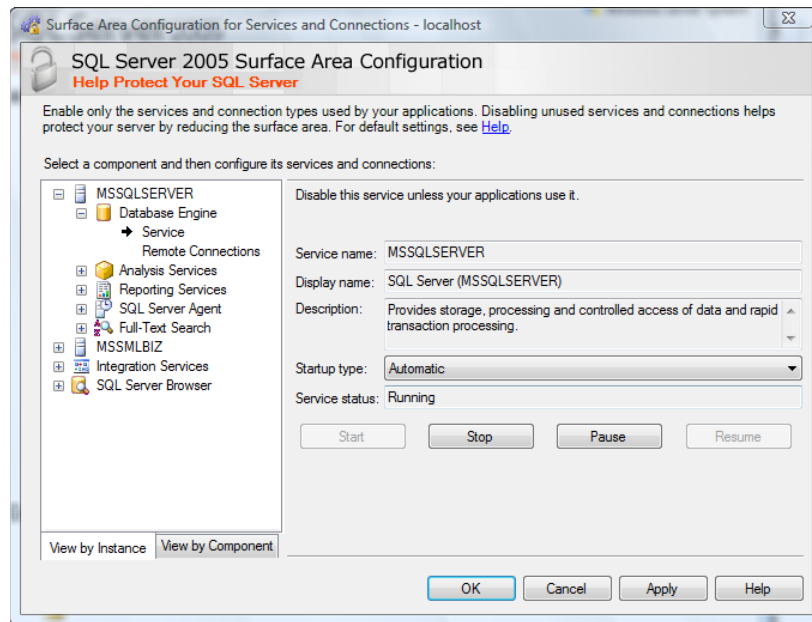 Surface Area Configuration for Services and Connections - localhost
SQL Server 2005 Surface Area Configuration
Help Protect Your SQL Server
Enable only the services and connection types used by your applications. Disabling unused services and connections helps
protect your server by reducing the surface area. For default settings, see Help.
Select a component and then configure its services and connections:
MSSQLSERVER
Database Engine
Service
Remote Connections
Analysis Services
Reporting Services
SQL Server Agent
Full-Text Search
MSSMLBIZ
Integration Services
SQL Server Browser
View by Instance
View by Component
Disable this service unless your applications use it.
Service name: MSSQLSERVER
Display name: SQL Server (MSSQLSERVER)
Description: Provides storage, processing and controlled access of data and rapid
transaction processing.
Startup type: Automatic
Service status: Running
Start Stop Pause Resume
OK Cancel Apply Help